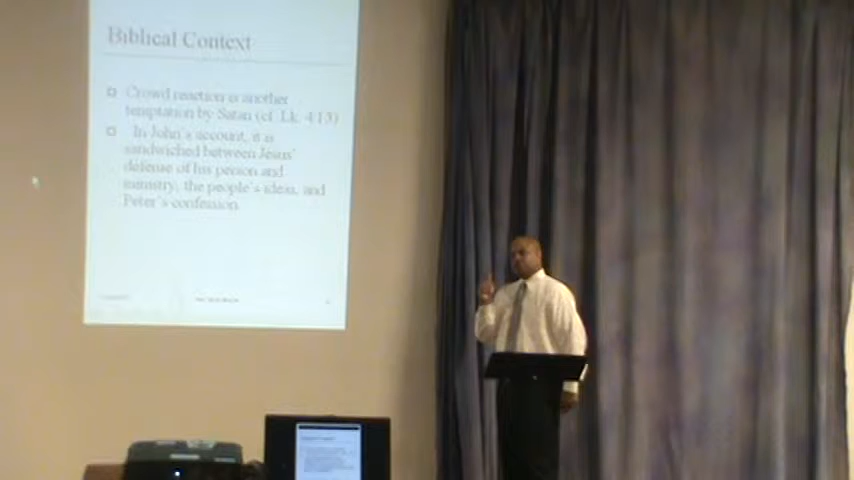 Biblical Context
Crowd reaction is another
temptation by Satan (cf. Lk. 4:13)
In John's account, it is
sandwiched between Jesus'
defense of his person and
ministry, the people's ideas, and
Peter's confession.